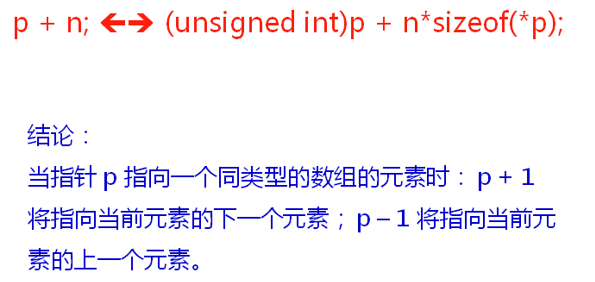 p + n; ←→ (unsigned int)p + n*sizeof(*p);
结论：
当指针 p 指向一个同类型的数组的元素时：p + 1
将指向当前元素的下一个元素；p – 1 将指向当前元
素的上一个元素。